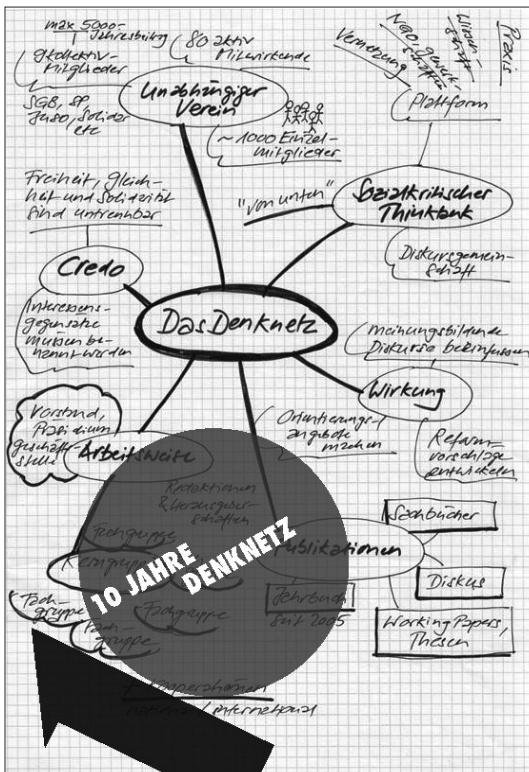 max 5000.-
Jahresbeitrag
9 Kollektiv-
Mitglieder
SGB, SP,
Juso, Solidar
etc
80 aktiv
Mitwirkende
Unabhängiger
Verein
~1000 Einzel-
mitglieder
Praxis
Wissen-
schaft
NGO, Gewerk-
schaften
Vernetzung
Plattform
"von unten"
Sozialkritischer
Thinktank
Diskursgemein-
schaft
Freiheit, Gleich-
heit und Solidarität
sind untrennbar
Credo
Interessens-
gegensätze
müssen be-
nannt werden
Das Denknetz
meinungsbildende
Diskurse beeinflussen
Wirkung
Orientierungs-
angebote
machen
Reform-
vorschläge
entwickeln
Vorstand,
Präsidium
Geschäfts-
stelle
Arbeitsweise
Redaktionen
& Herausgeber-
schaften
Fachgruppe
Kerngruppe
Fach-
gruppe
Fach-
gruppe
Fachgruppe
10 JAHRE
DENKNETZ
Publikationen
Sachbücher
Diskus
Working Papers,
Thesen
Jahrbuch
seit 2005
Kooperationen
national / international